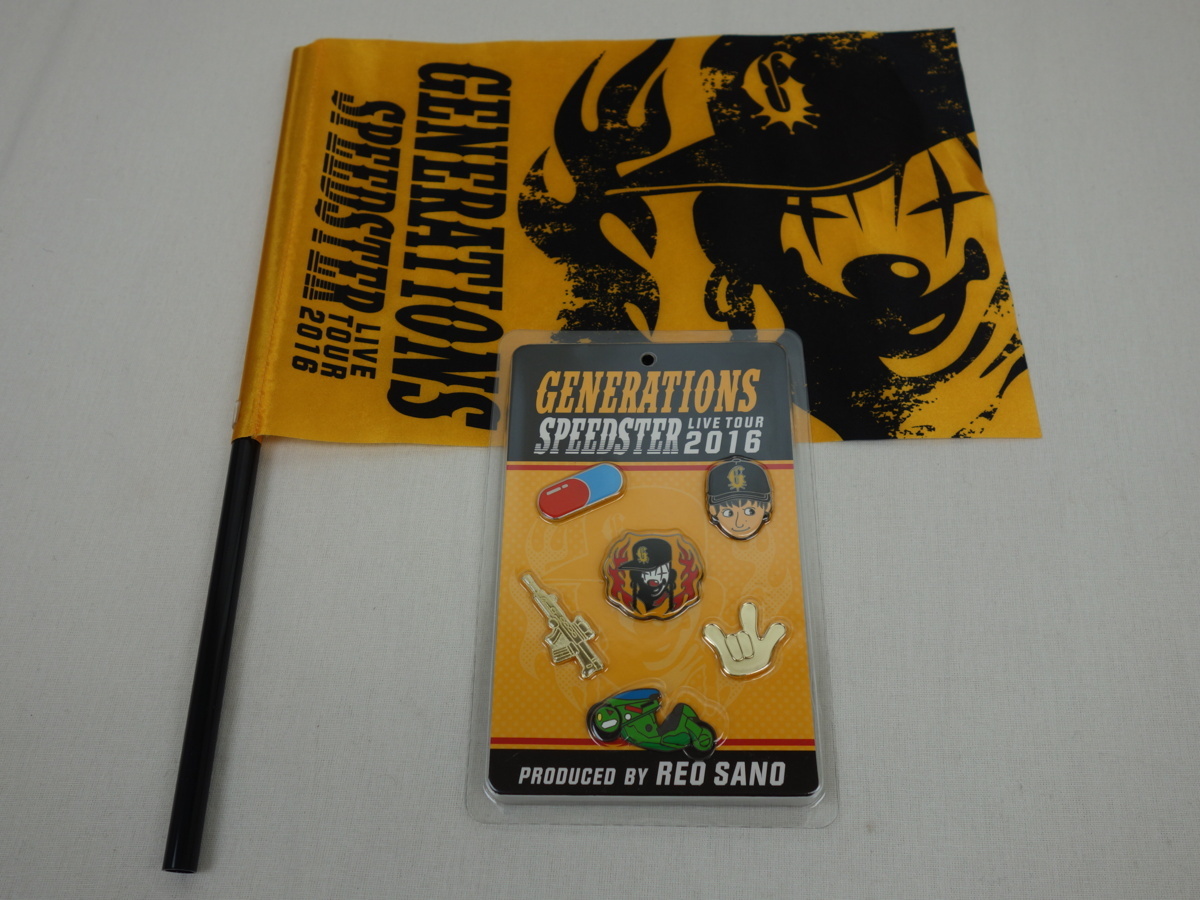 GENERATIONS
SPEEDSTER LIVE TOUR 2016
G
GENERATIONS
SPEEDSTER LIVE TOUR 2016
G
G
PRODUCED BY REO SANO